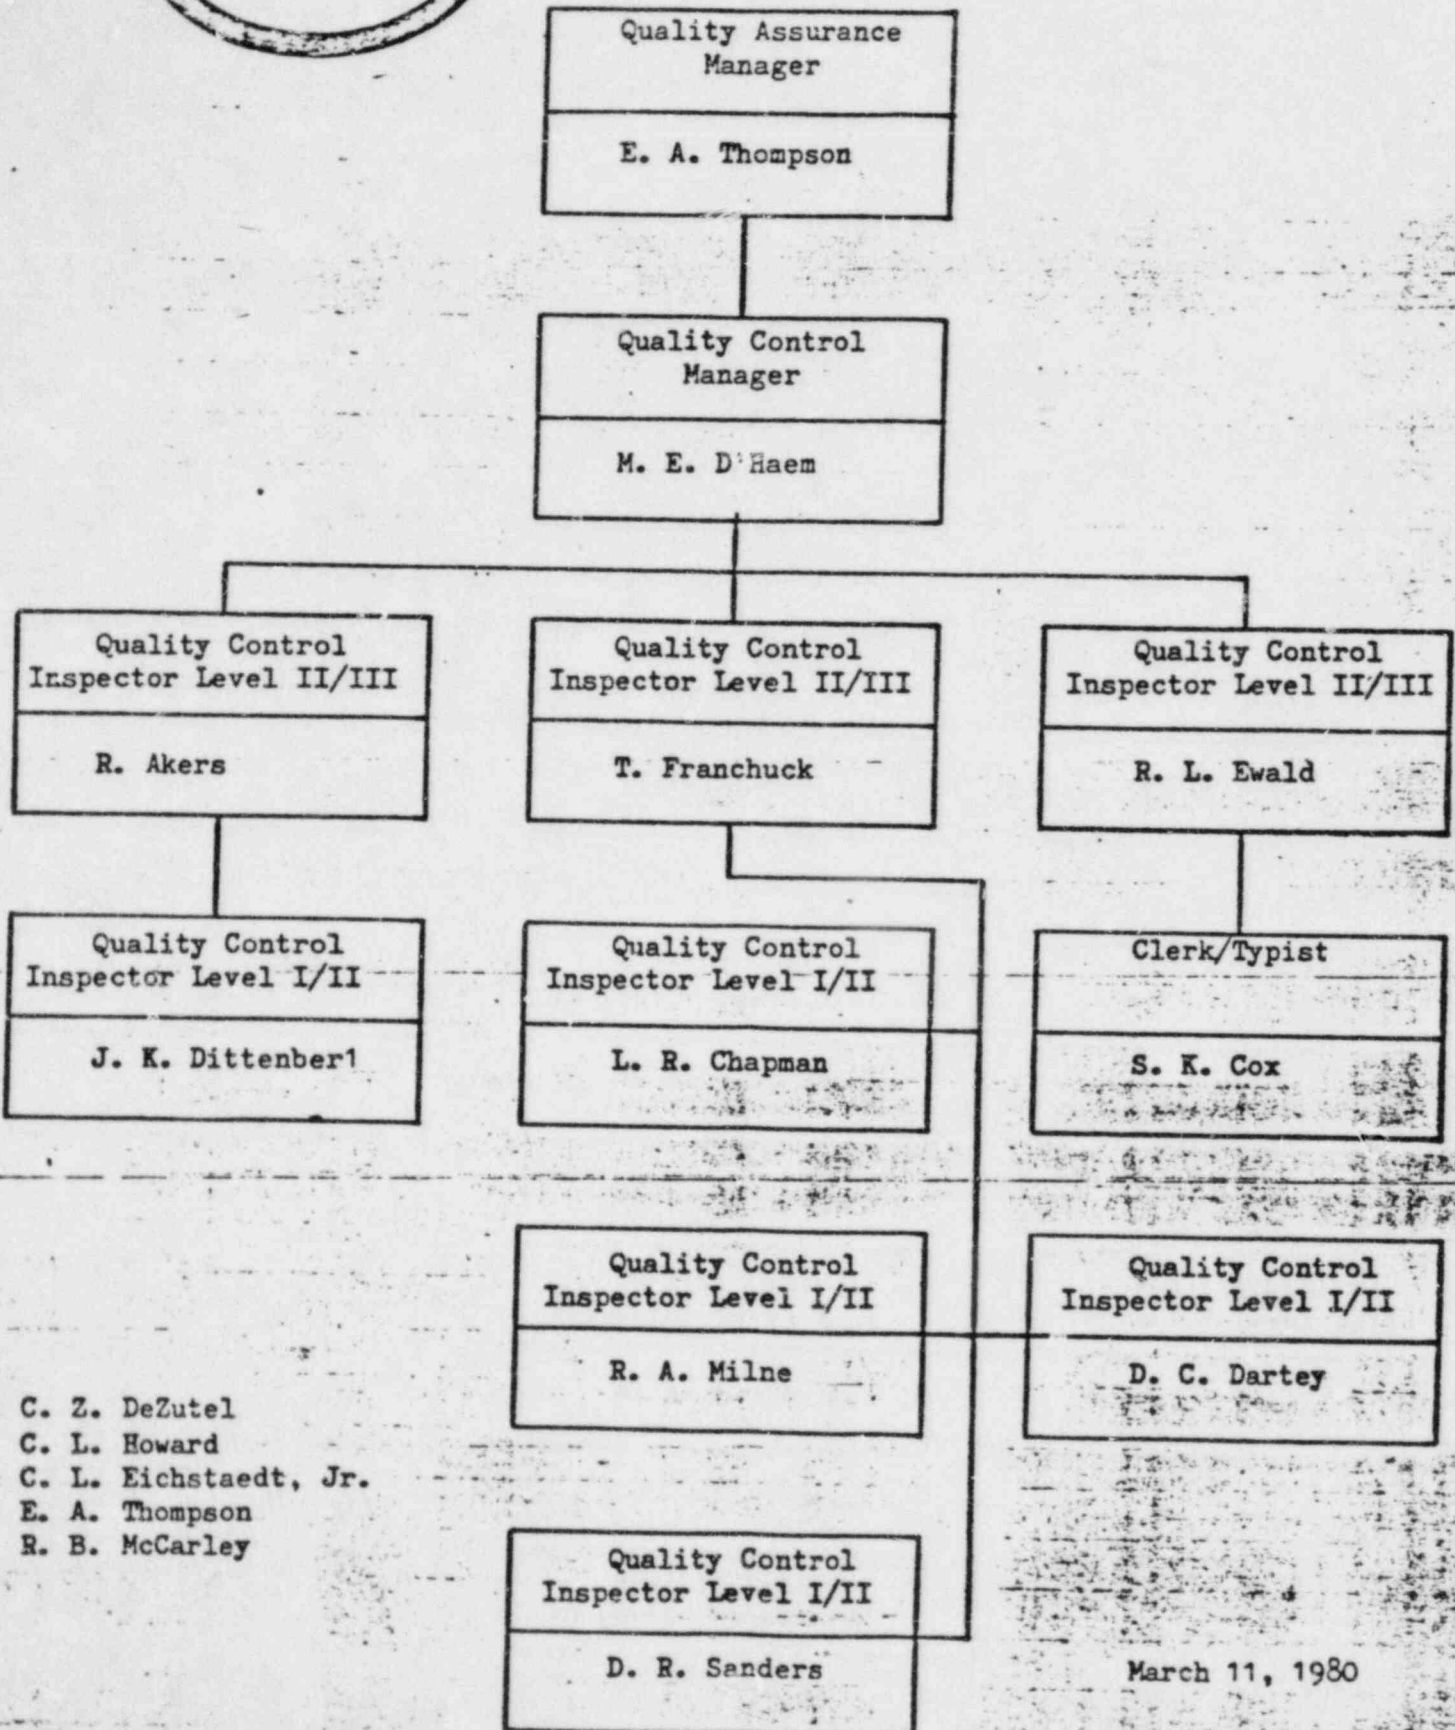 Quality Assurance
Manager
E. A. Thompson
Quality Control
Manager
M. E. D'Haem
Quality Control
Inspector Level II/III
R. Akers
Quality Control
Inspector Level II/III
T. Franchuck
Quality Control
Inspector Level II/III
R. L. Ewald
Quality Control
Inspector Level I/II
J. K. Dittenber1
Quality Control
Inspector Level I/II
L. R. Chapman
Clerk/Typist
S. K. Cox
Quality Control
Inspector Level I/II
R. A. Milne
Quality Control
Inspector Level I/II
D. C. Dartey
C. Z. DeZutel
C. L. Howard
C. L. Eichstaedt, Jr.
E. A. Thompson
R. B. McCarley
Quality Control
Inspector Level I/II
D. R. Sanders
March 11, 1980